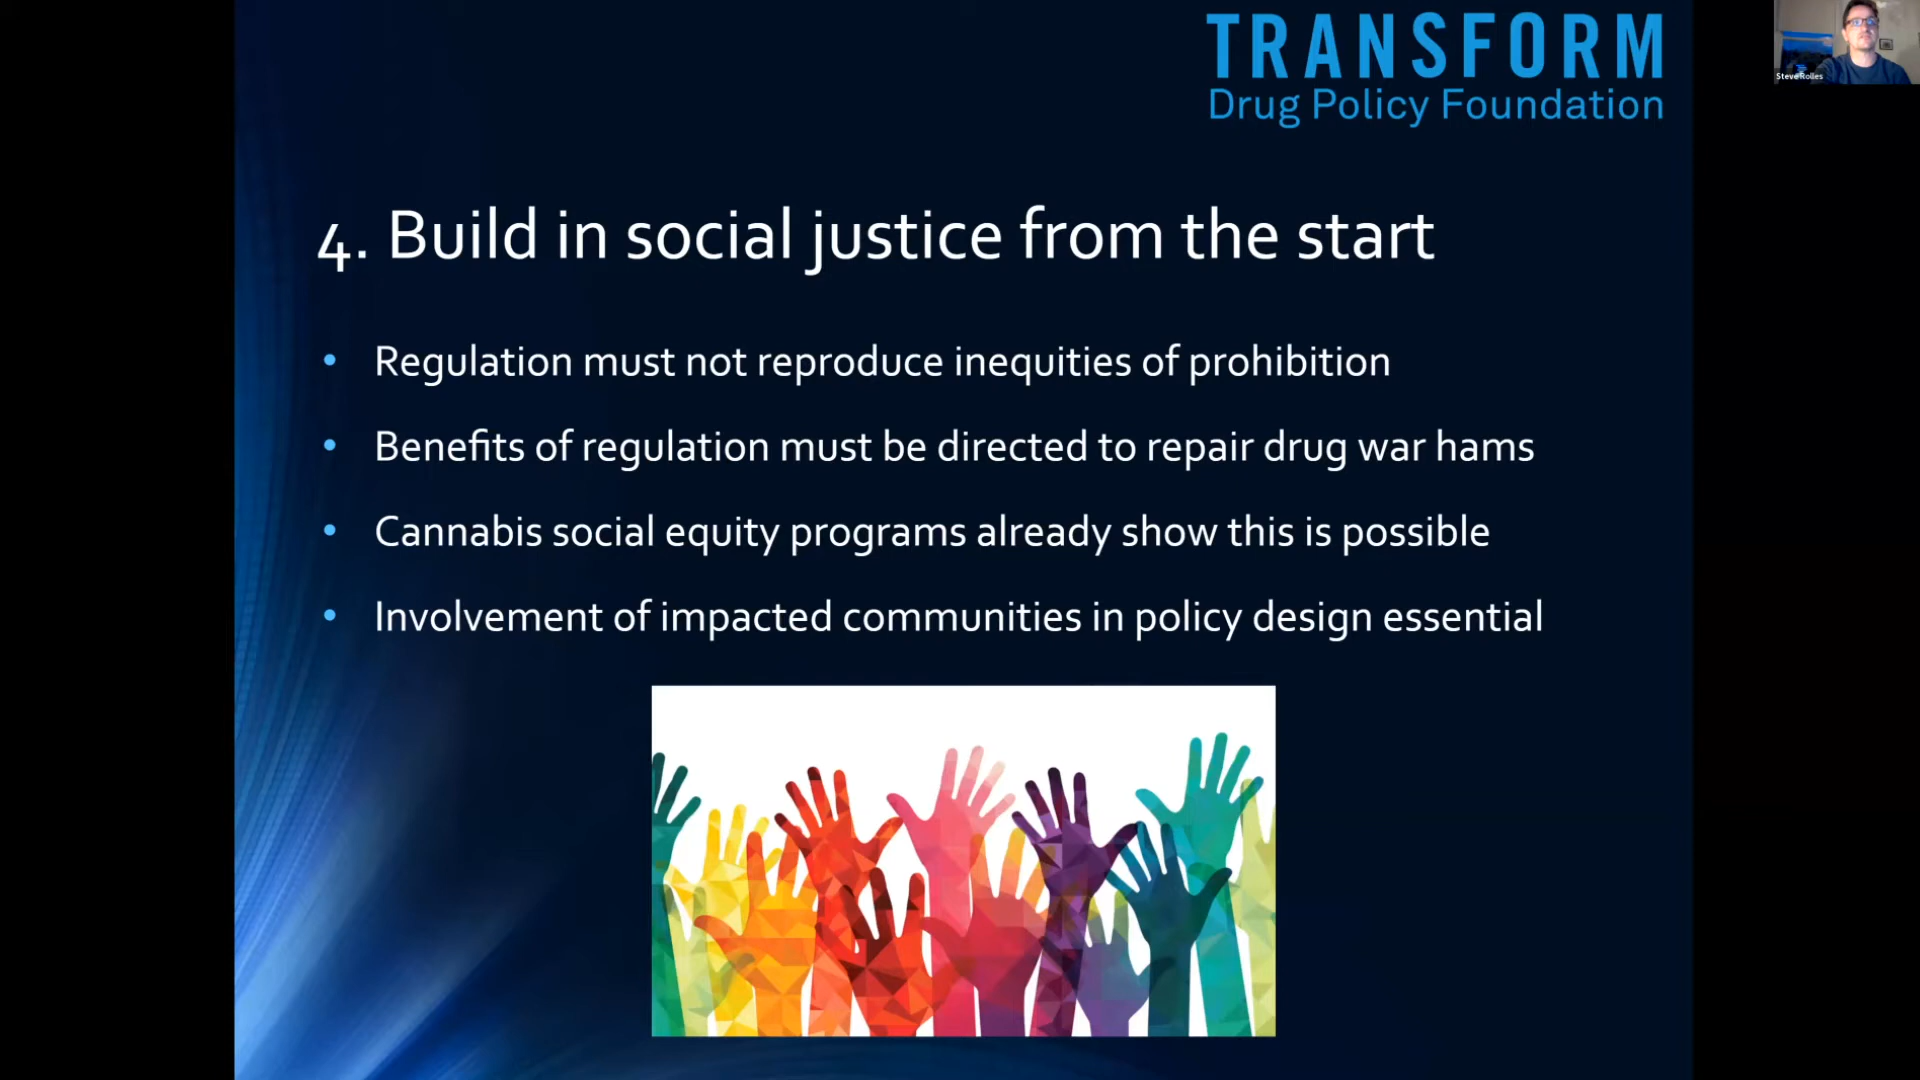 TRANSFORM
Drug Policy Foundation
Steve Rolles
4. Build in social justice from the start
• Regulation must not reproduce inequities of prohibition
• Benefits of regulation must be directed to repair drug war hams
• Cannabis social equity programs already show this is possible
• Involvement of impacted communities in policy design essential